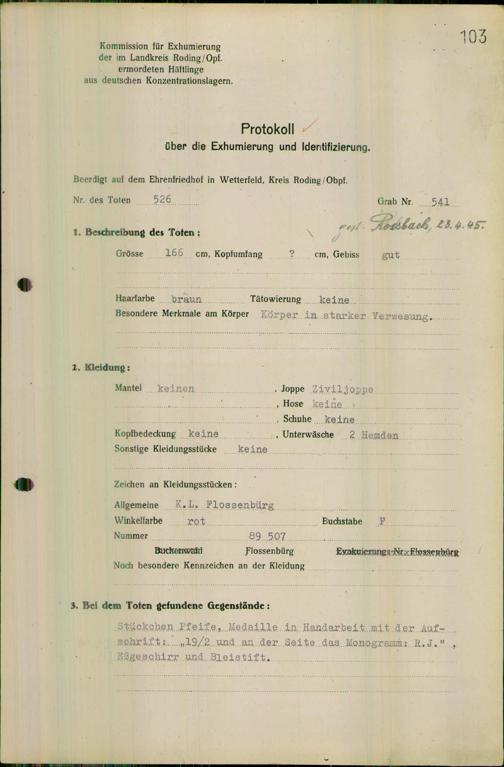 103
Kommission für Exhumierung
der im Landkreis Roding/Opf.
ermordeten Häftlinge
aus deutschen Konzentrationslagern.
Protokoll
über die Exhumierung und Identifizierung.
Beerdigt auf dem Ehrenfriedhof in Wetterfeld, Kreis Roding/Obpf.
Nr. des Toten 526 Grab Nr. 541
gest. Rossbach, 23.4.45.
1. Beschreibung des Toten:
Grösse 166 cm, Kopfumfang ? cm, Gebiss gut
Haarfarbe braun Tätowierung keine
Besondere Merkmale am Körper Körper in starker Verwesung.
2. Kleidung:
Mantel keinen , Joppe Ziviljoppe
, Hose keine
, Schuhe keine
Kopfbedeckung keine , Unterwäsche 2 Hemden
Sonstige Kleidungsstücke keine
Zeichen an Kleidungsstücken:
Allgemeine K.L. Flossenbürg
Winkelfarbe rot Buchstabe F
Nummer 89 507
Buchenwald Flossenbürg Evakuierungs-Nr. Flossenbürg
Noch besondere Kennzeichen an der Kleidung
3. Bei dem Toten gefundene Gegenstände:
Stückchen Pfeife, Medaille in Handarbeit mit der Auf-
schrift: „19/2 und an der Seite das Monogramm: R.J.",
Eßgeschirr und Bleistift.